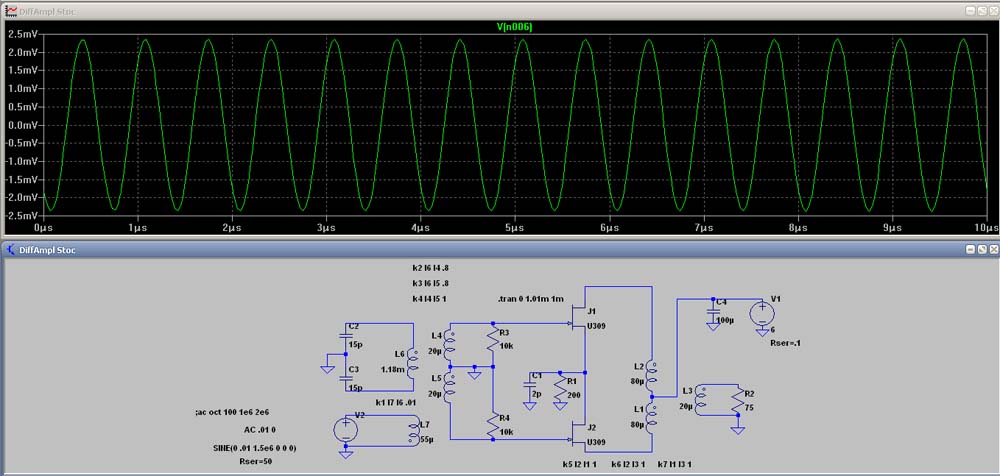 DiffAmpl Stoc
V(n006)
2.5mV
2.0mV
1.5mV
1.0mV
0.5mV
0.0mV
-0.5mV
-1.0mV
-1.5mV
-2.0mV
-2.5mV
0µs 1µs 2µs 3µs 4µs 5µs 6µs 7µs 8µs 9µs 10µs
DiffAmpl Stoc
k2 l6 l4 .8
k3 l6 l5 .8
k4 l4 l5 1
.tran 0 1.01m 1m
C2
15p
C3
15p
L6
1.18m
L4
20µ
L5
20µ
R3
10k
R4
10k
J1
U309
J2
U309
C1
2p
R1
200
L2
80µ
L1
80µ
L3
20µ
R2
75
C4
100µ
V1
6
Rser=.1
k1 l7 l6 .01
V2
L7
55µ
;ac oct 100 1e6 2e6
AC .01 0
SINE(0 .01 1.5e6 0 0 0)
Rser=50
k5 l2 l1 1
k6 l2 l3 1
k7 l1 l3 1